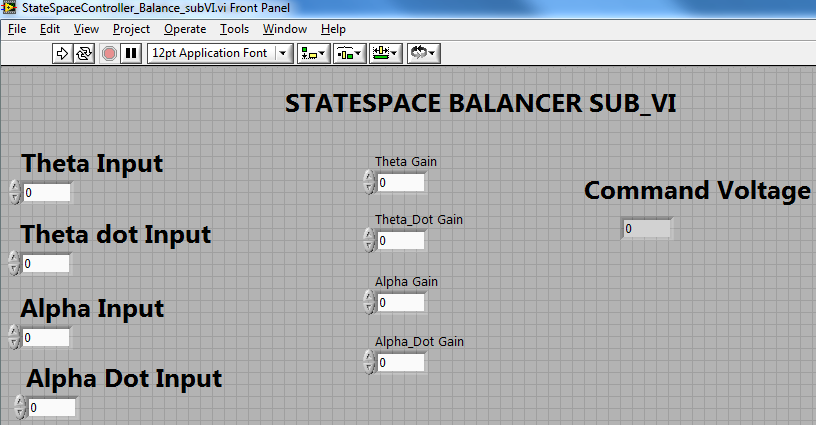 StateSpaceController_Balance_subVI.vi Front Panel
File Edit View Project Operate Tools Window Help
12pt Application Font
STATESPACE BALANCER SUB_VI
Theta Input
0
Theta dot Input
0
Alpha Input
0
Alpha Dot Input
0
Theta Gain
0
Theta_Dot Gain
0
Alpha Gain
0
Alpha_Dot Gain
0
Command Voltage
0